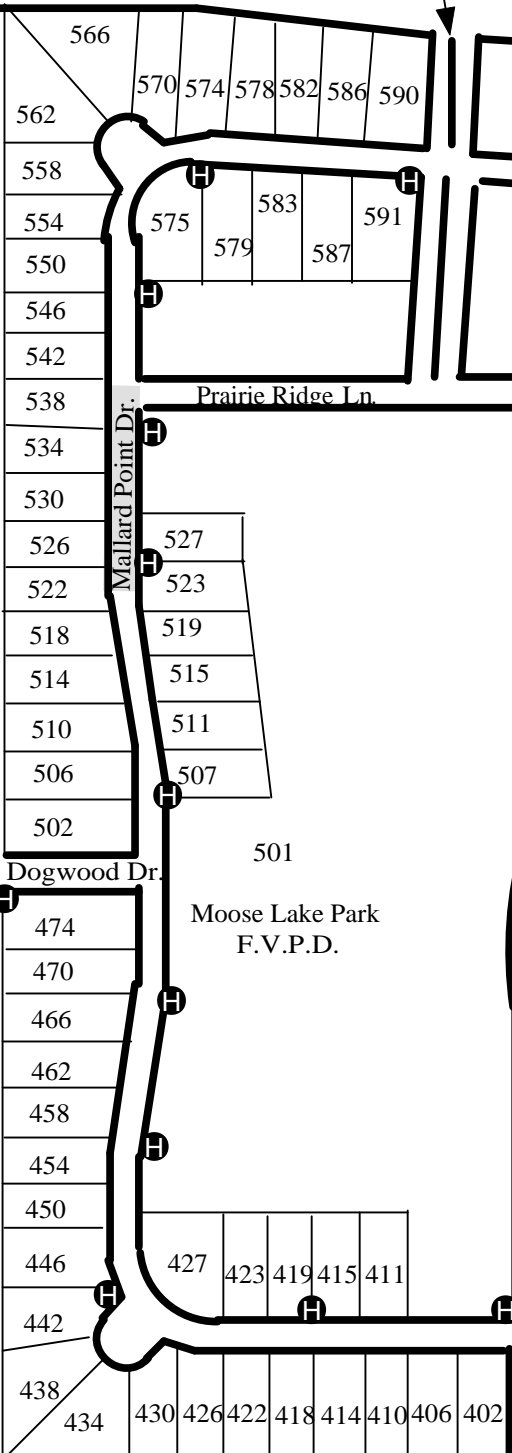 566
570 574 578 582 586 590
562
558
554
550
546
542
538
534
530
526
522
518
514
510
506
502
H H
575 579 583 587 591
H
Prairie Ridge Ln.
Mallard Point Dr.
H
H
527
523
519
515
511
507
H
501
Moose Lake Park
F.V.P.D.
Dogwood Dr.
H
474
470
466
462
458
454
450
446
442
438
434
H
H
H
427 423 419 415 411
H H
430 426 422 418 414 410 406 402